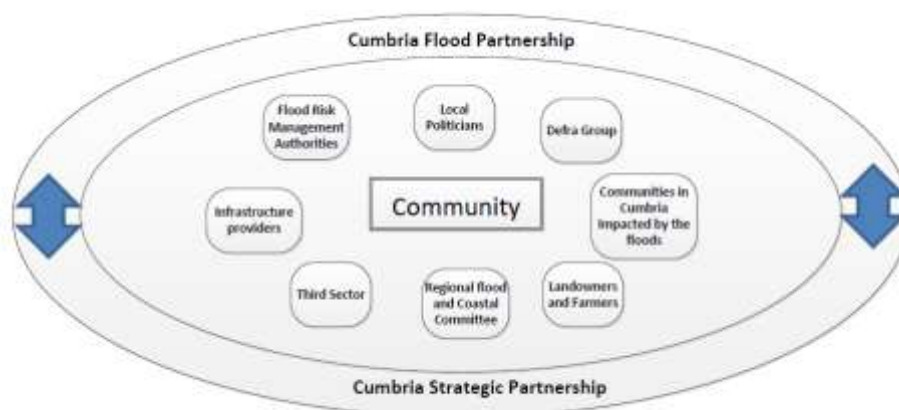 Cumbria Flood Partnership
Flood Risk
Management
Authorities
Local
Politicians
Defra Group
Infrastructure
providers
Community
Communities in
Cumbria
Impacted by the
floods
Third Sector
Regional flood
and Coastal
Committee
Landowners
and Farmers
Cumbria Strategic Partnership